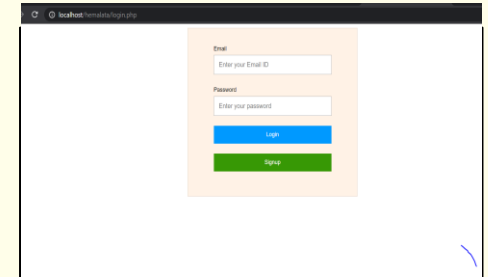 localhost/hemalata/login.php
Email
Enter your Email ID
Password
Enter your password
Login
Signup